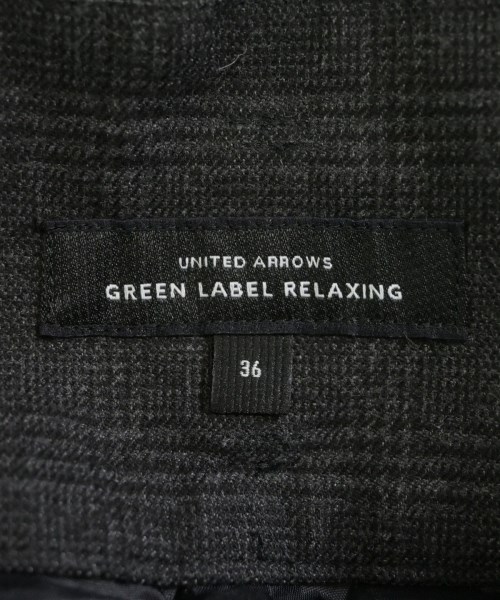 UNITED ARROWS
GREEN LABEL RELAXING
36